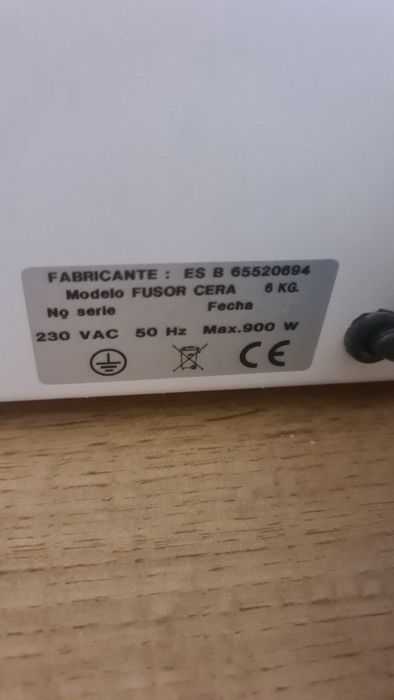 FABRICANTE : ES B 65520694
Modelo FUSOR CERA 6 KG.
Nº serie Fecha
230 VAC 50 Hz Max.900 W
CE